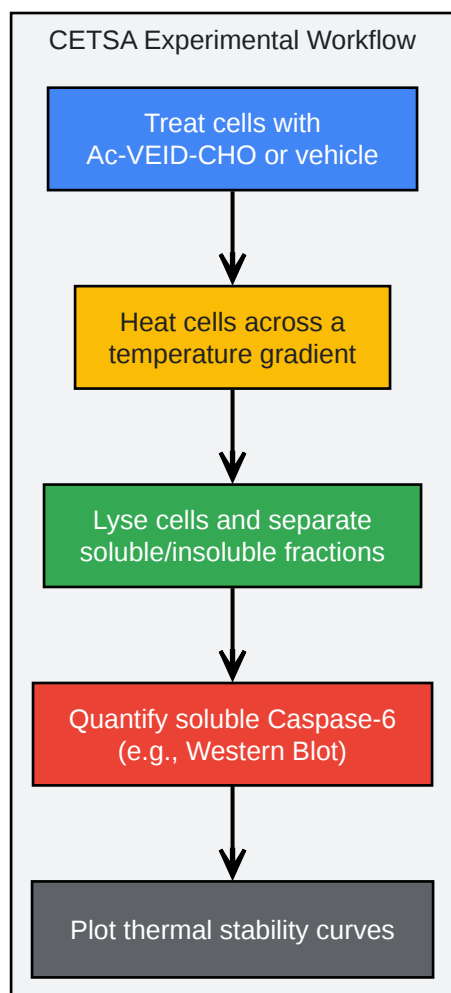 CETSA Experimental Workflow
Treat cells with
Ac-VEID-CHO or vehicle
Heat cells across a
temperature gradient
Lyse cells and separate
soluble/insoluble fractions
Quantify soluble Caspase-6
(e.g., Western Blot)
Plot thermal stability curves